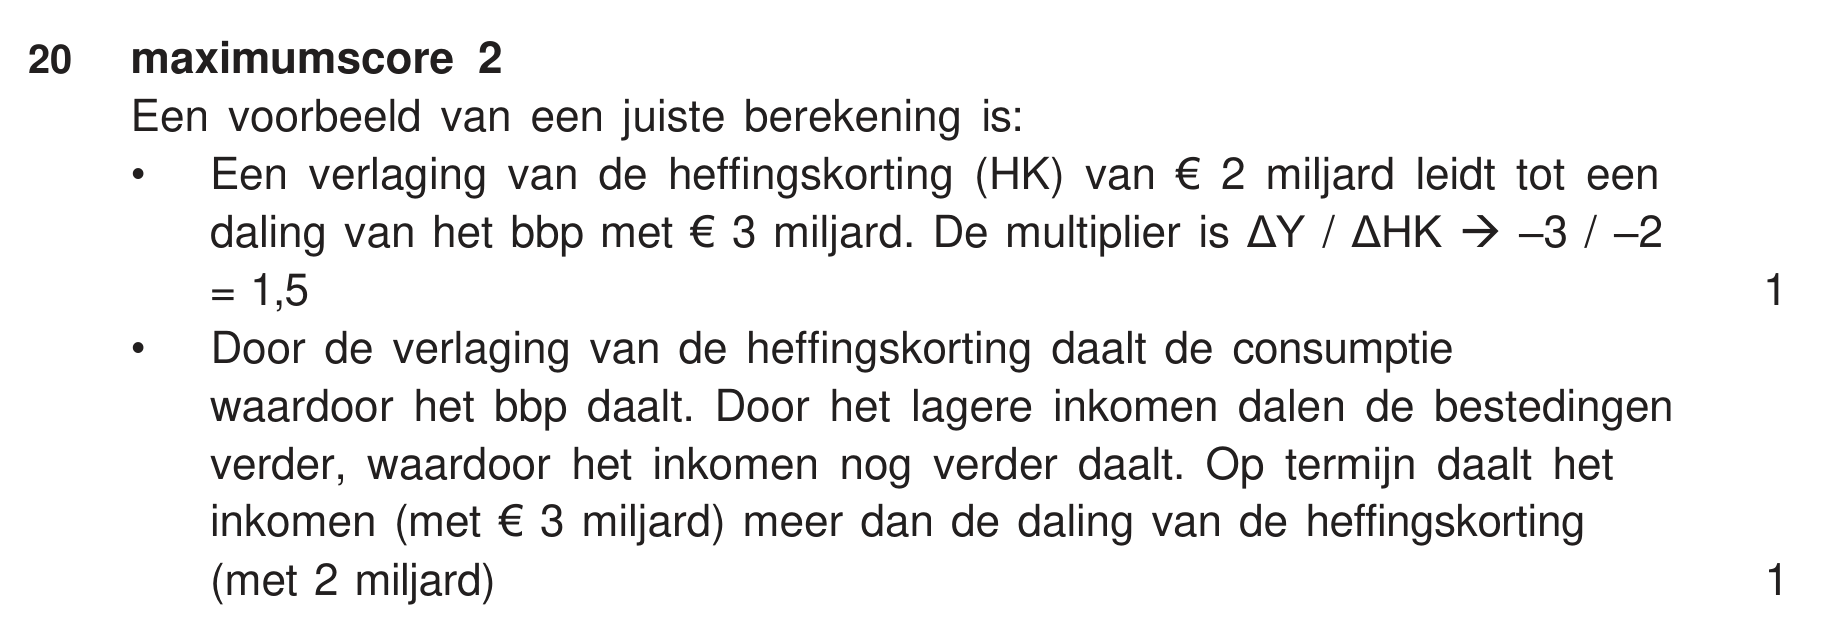 20 maximumscore 2
Een voorbeeld van een juiste berekening is:
• Een verlaging van de heffingskorting (HK) van € 2 miljard leidt tot een
daling van het bbp met € 3 miljard. De multiplier is ΔY / ΔHK → –3 / –2
= 1,5 1
• Door de verlaging van de heffingskorting daalt de consumptie
waardoor het bbp daalt. Door het lagere inkomen dalen de bestedingen
verder, waardoor het inkomen nog verder daalt. Op termijn daalt het
inkomen (met € 3 miljard) meer dan de daling van de heffingskorting
(met 2 miljard) 1